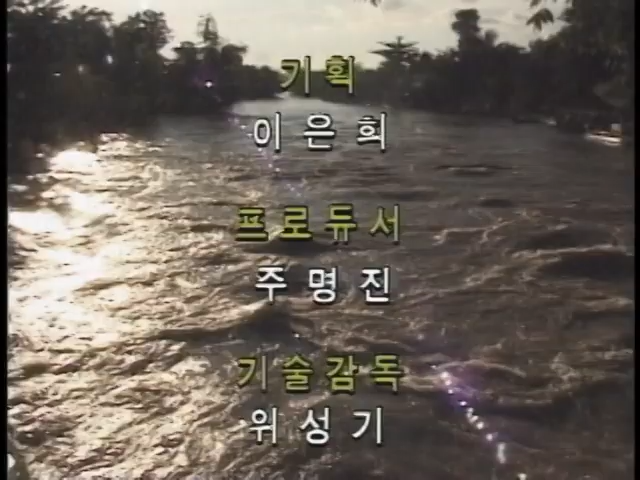 기획
이은희
프로듀서
주명진
기술감독
위성기